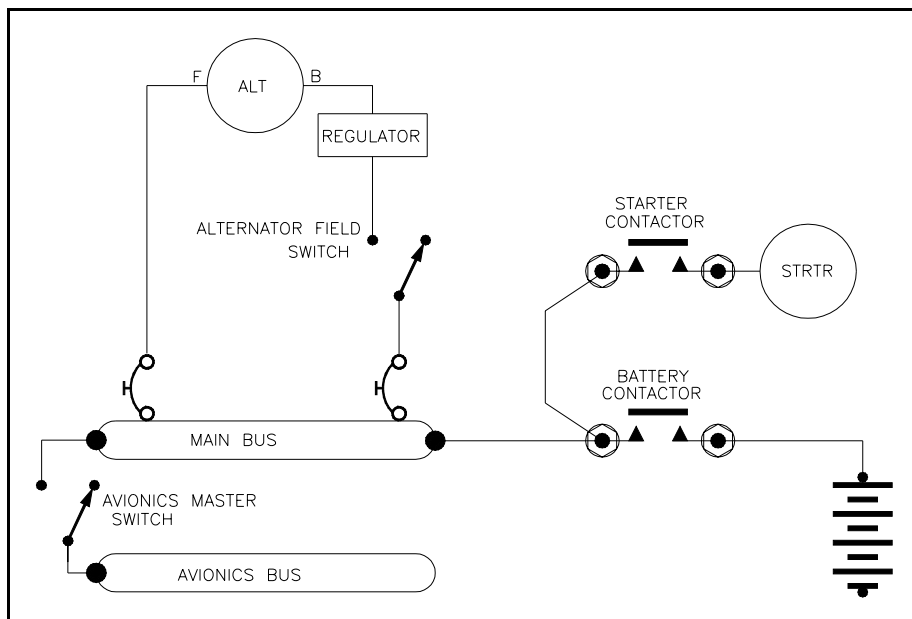 F
ALT
B
REGULATOR
ALTERNATOR FIELD
SWITCH
STARTER
CONTACTOR
STRTR
BATTERY
CONTACTOR
MAIN BUS
AVIONICS MASTER
SWITCH
AVIONICS BUS